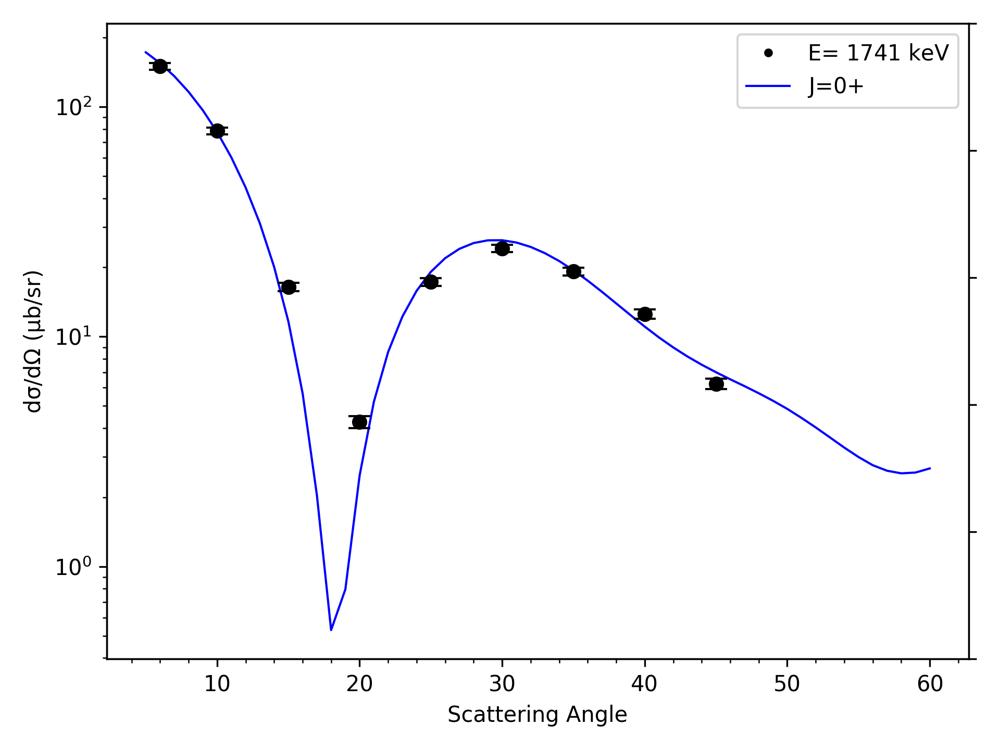 E= 1741 keV
J=0+
dσ/dΩ (μb/sr)
10²
10¹
10⁰
10 20 30 40 50 60
Scattering Angle